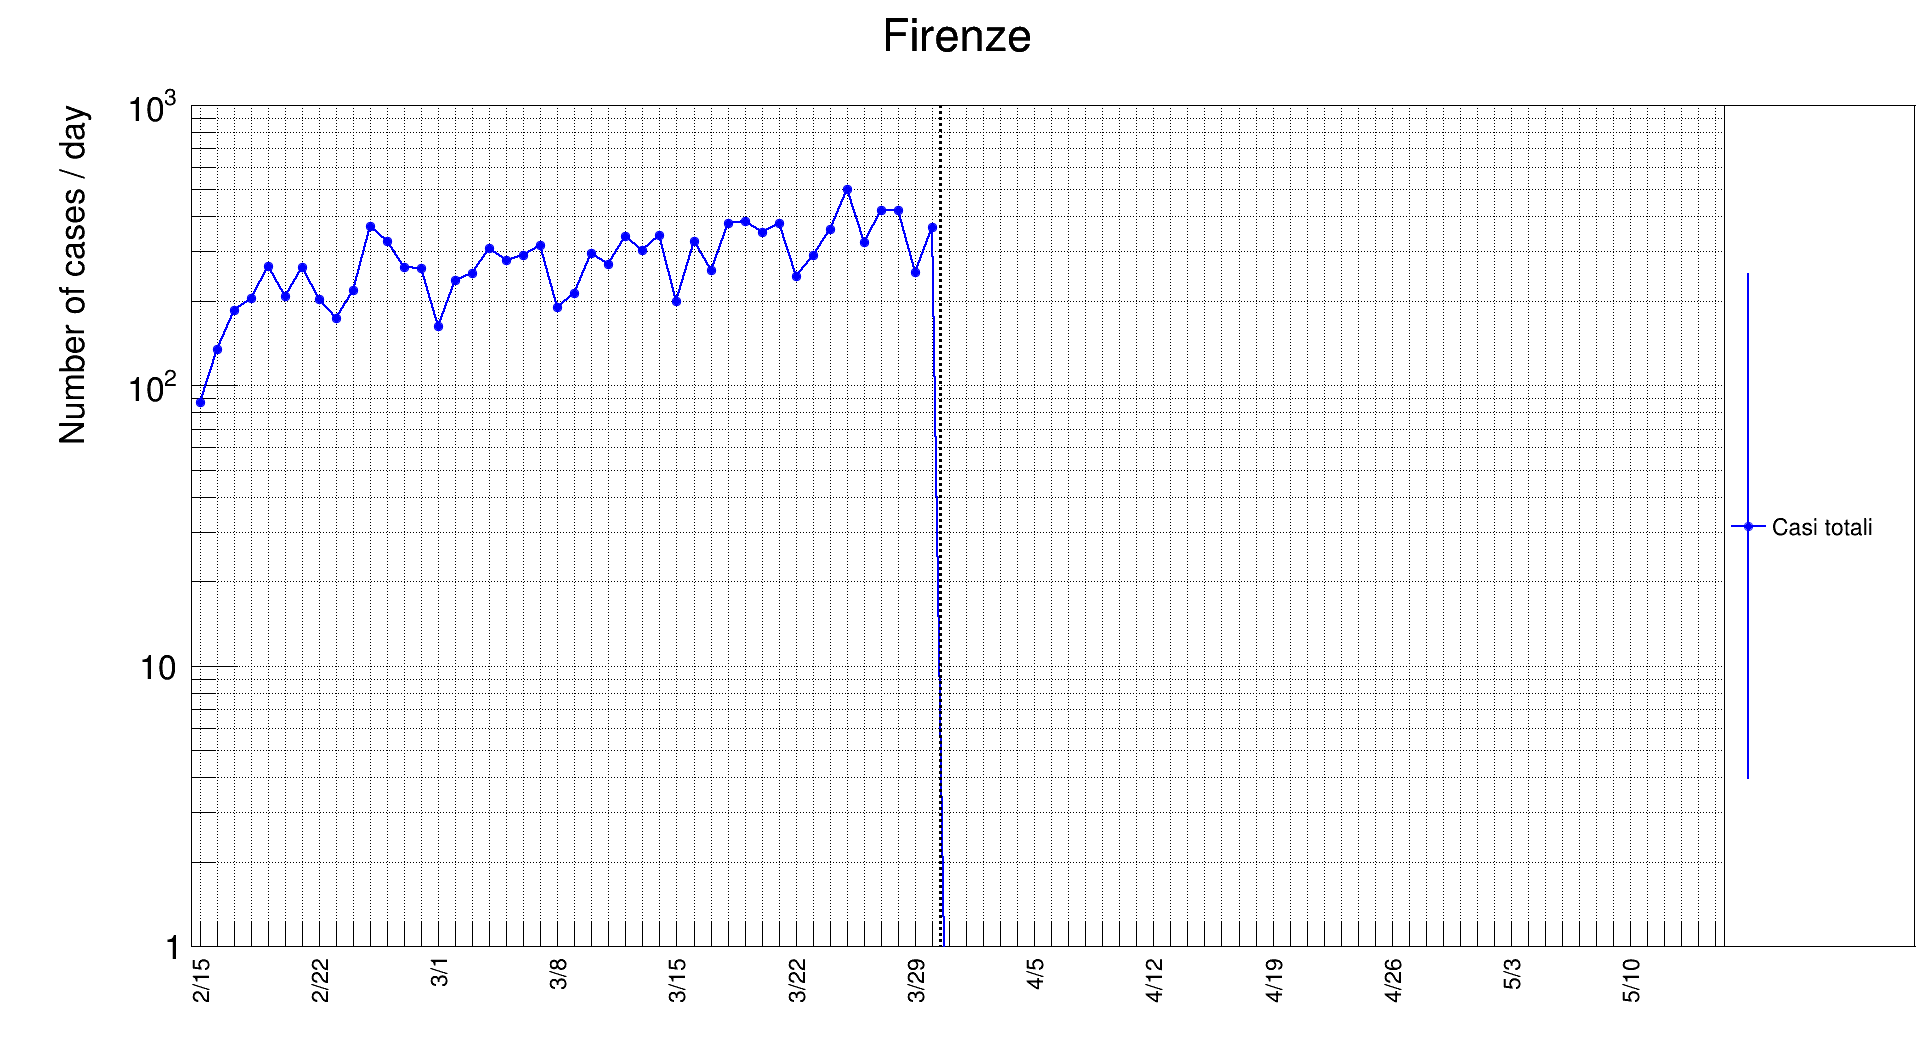 Firenze
Number of cases / day
10³
10²
10
1
2/15 2/22 3/1 3/8 3/15 3/22 3/29 4/5 4/12 4/19 4/26 5/3 5/10
Casi totali